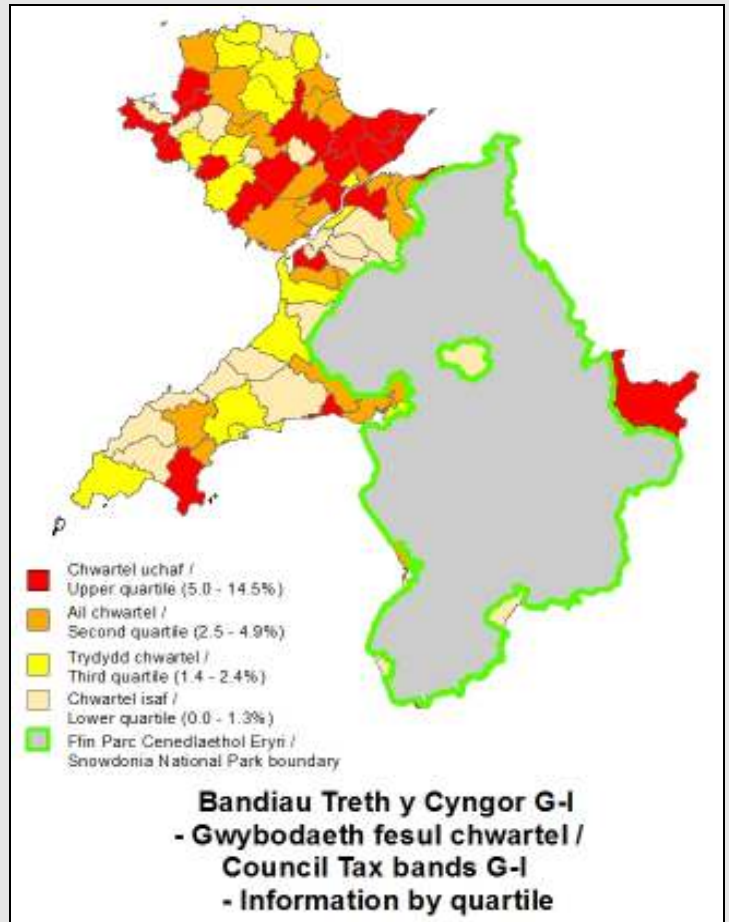 Chwartel uchaf /
Upper quartile (5.0 - 14.5%)
Ail chwartel /
Second quartile (2.5 - 4.9%)
Trydydd chwartel /
Third quartile (1.4 - 2.4%)
Chwartel isaf /
Lower quartile (0.0 - 1.3%)
Ffin Parc Cenedlaethol Eryri /
Snowdonia National Park boundary
Bandiau Treth y Cyngor G-I
- Gwybodaeth fesul chwartel /
Council Tax bands G-I
- Information by quartile